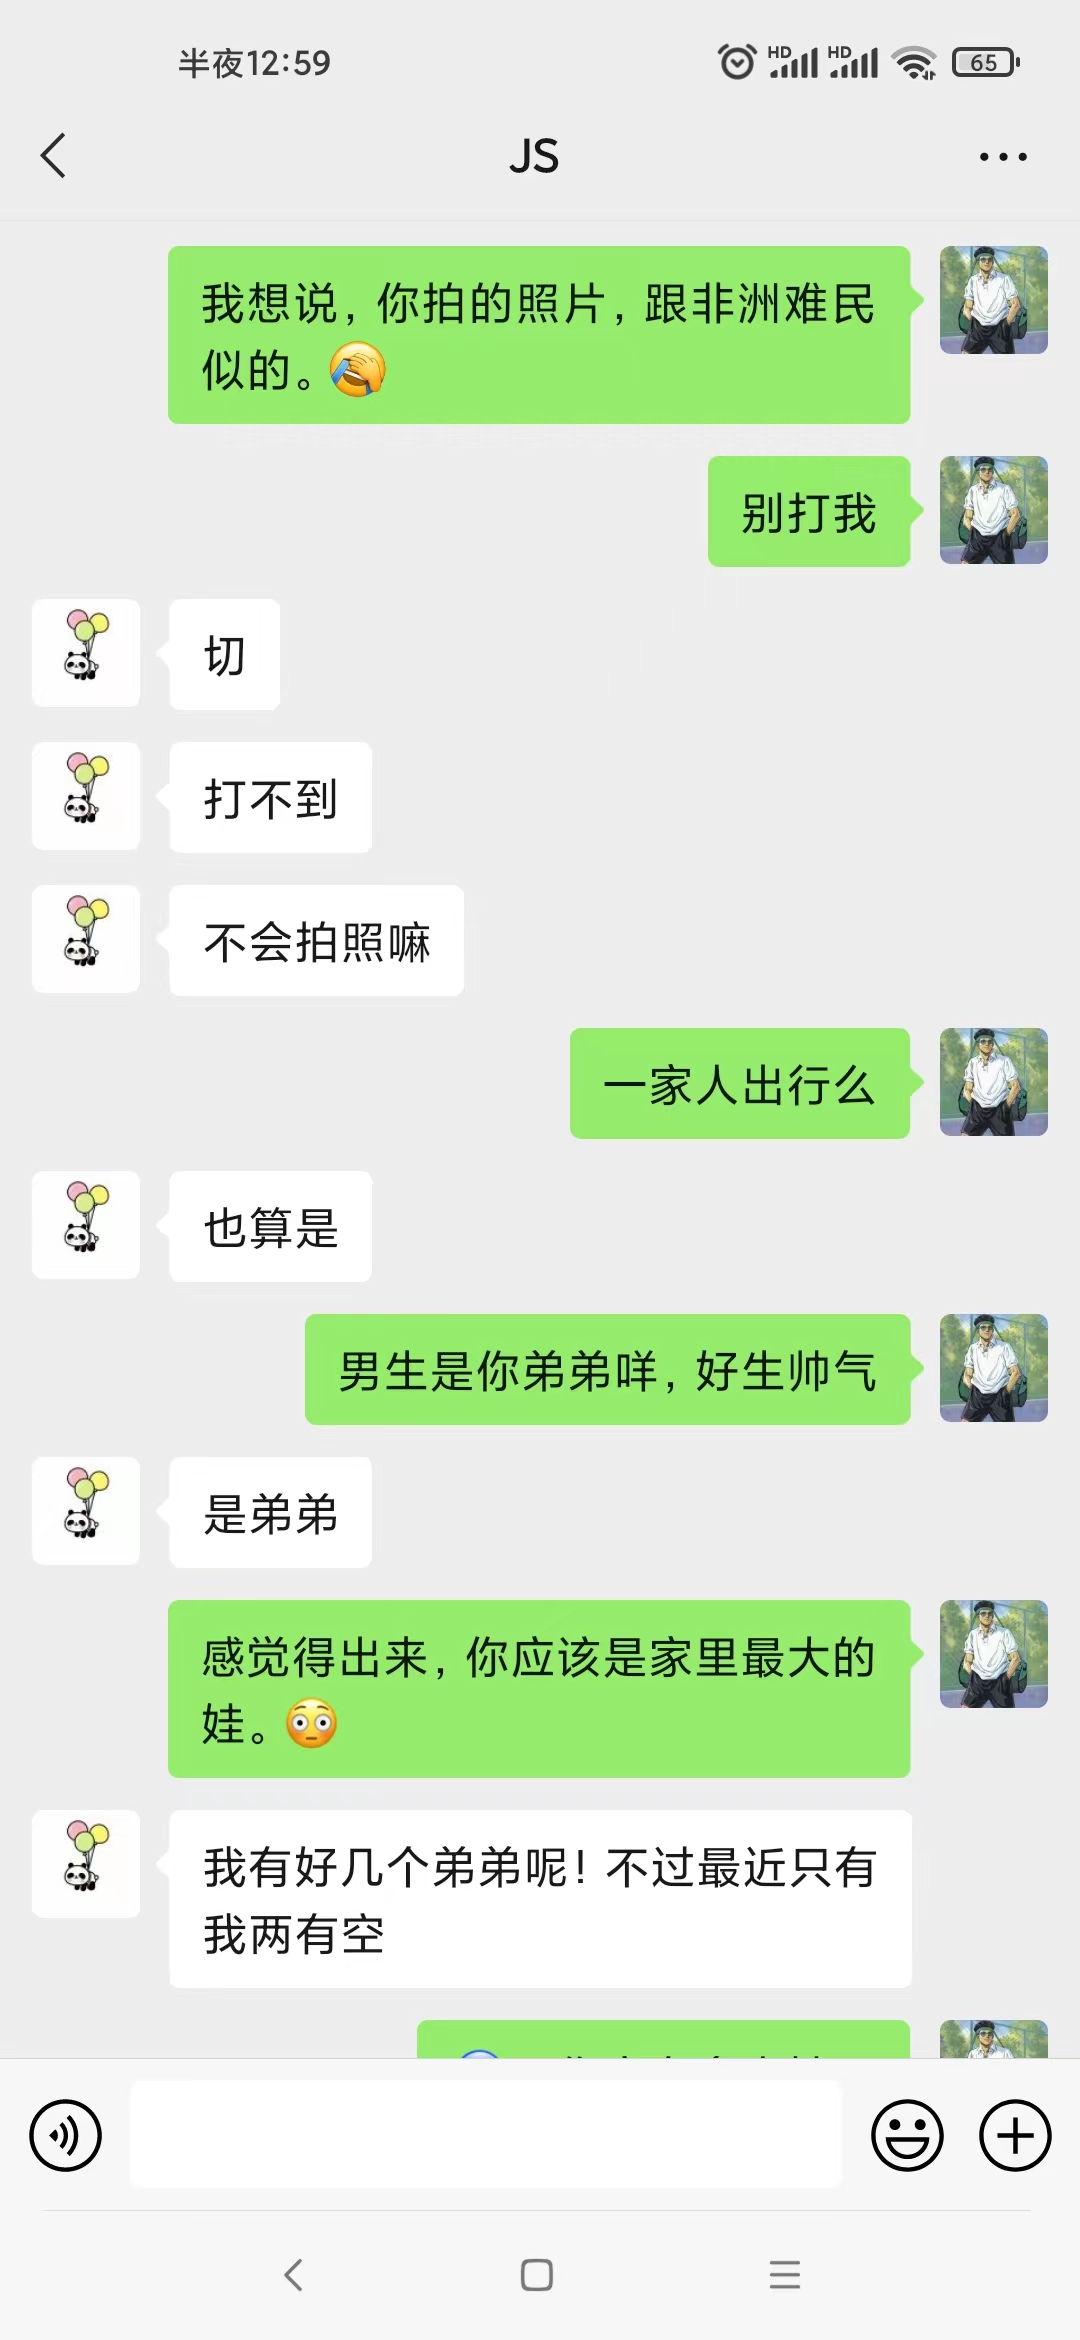 半夜12:59
HD HD 65
JS
我想说，你拍的照片，跟非洲难民
似的。🤣
别打我
切
打不到
不会拍照嘛
一家人出行么
也算是
男生是你弟弟咩，好生帅气
是弟弟
感觉得出来，你应该是家里最大的
娃。😳
我有好几个弟弟呢！不过最近只有
我两有空